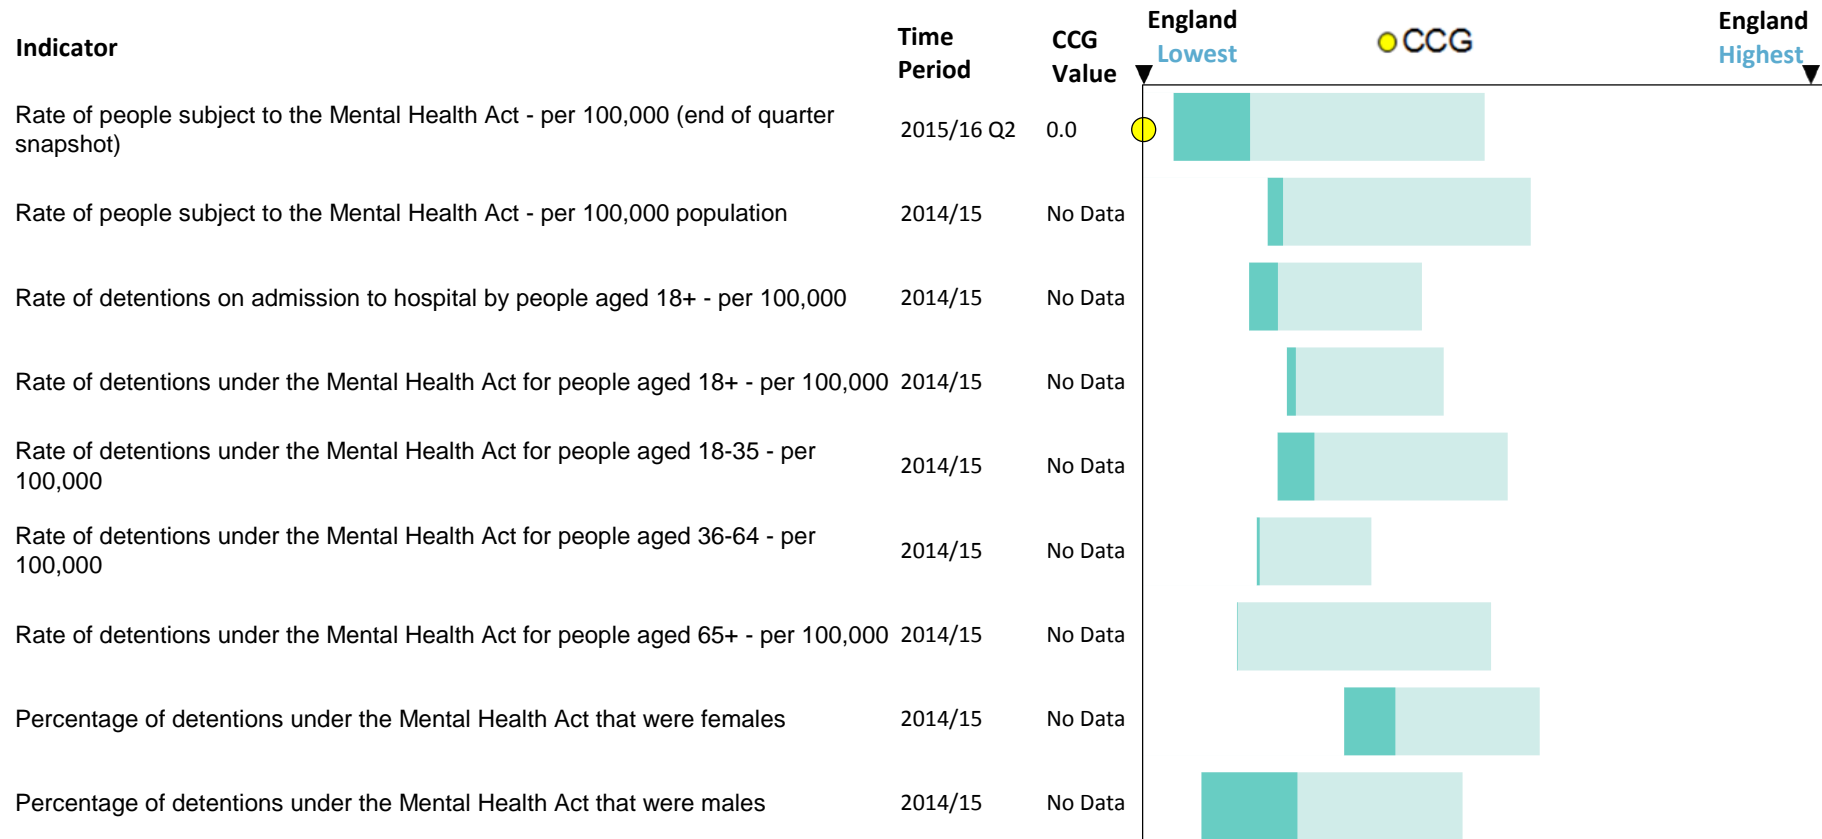 Indicator
Time
Period
CCG
Value
England
Lowest
CCG
England
Highest
Rate of people subject to the Mental Health Act - per 100,000 (end of quarter
snapshot)
2015/16 Q2
0.0
Rate of people subject to the Mental Health Act - per 100,000 population
2014/15
No Data
Rate of detentions on admission to hospital by people aged 18+ - per 100,000
2014/15
No Data
Rate of detentions under the Mental Health Act for people aged 18+ - per 100,000
2014/15
No Data
Rate of detentions under the Mental Health Act for people aged 18-35 - per
100,000
2014/15
No Data
Rate of detentions under the Mental Health Act for people aged 36-64 - per
100,000
2014/15
No Data
Rate of detentions under the Mental Health Act for people aged 65+ - per 100,000
2014/15
No Data
Percentage of detentions under the Mental Health Act that were females
2014/15
No Data
Percentage of detentions under the Mental Health Act that were males
2014/15
No Data